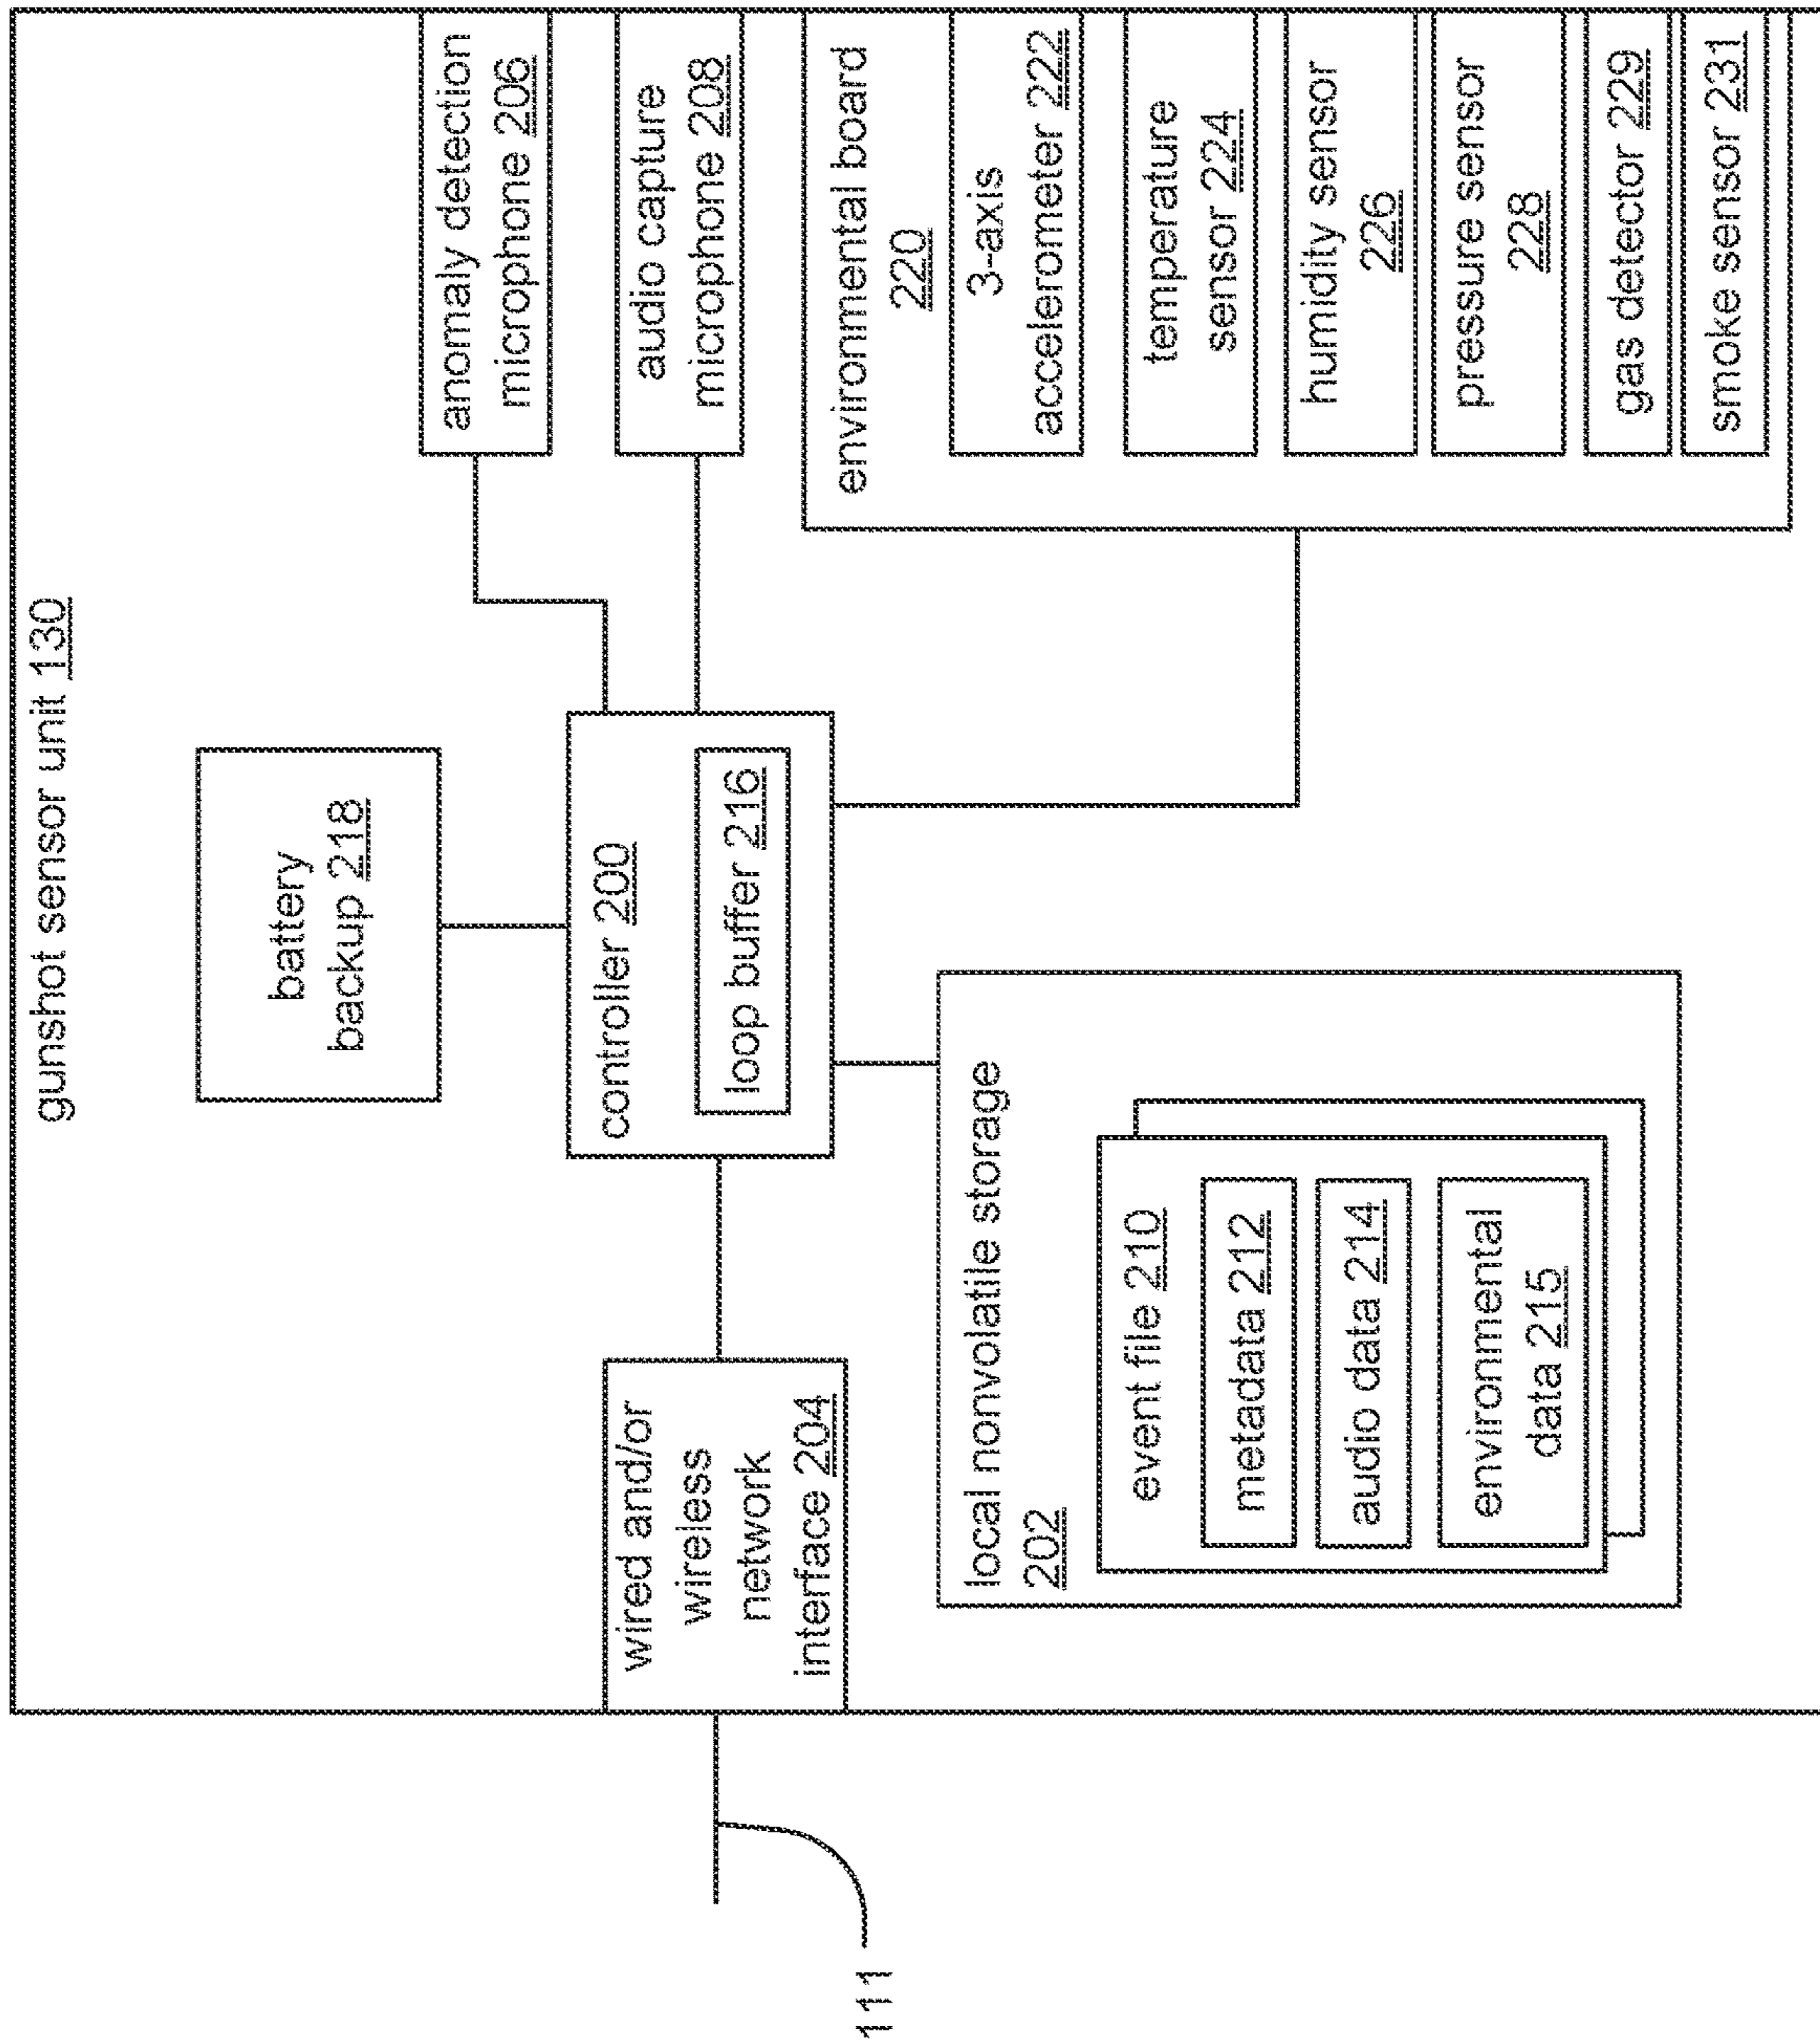 gunshot sensor unit 130
battery
backup 218
anomaly detection
microphone 206
controller 200
loop buffer 216
audio capture
microphone 208
wired and/or
wireless
network
interface 204
111
environmental board
220
3-axis
accelerometer 222
temperature
sensor 224
humidity sensor
226
pressure sensor
228
gas detector 229
smoke sensor 231
local nonvolatile storage
202
event file 210
metadata 212
audio data 214
environmental
data 215